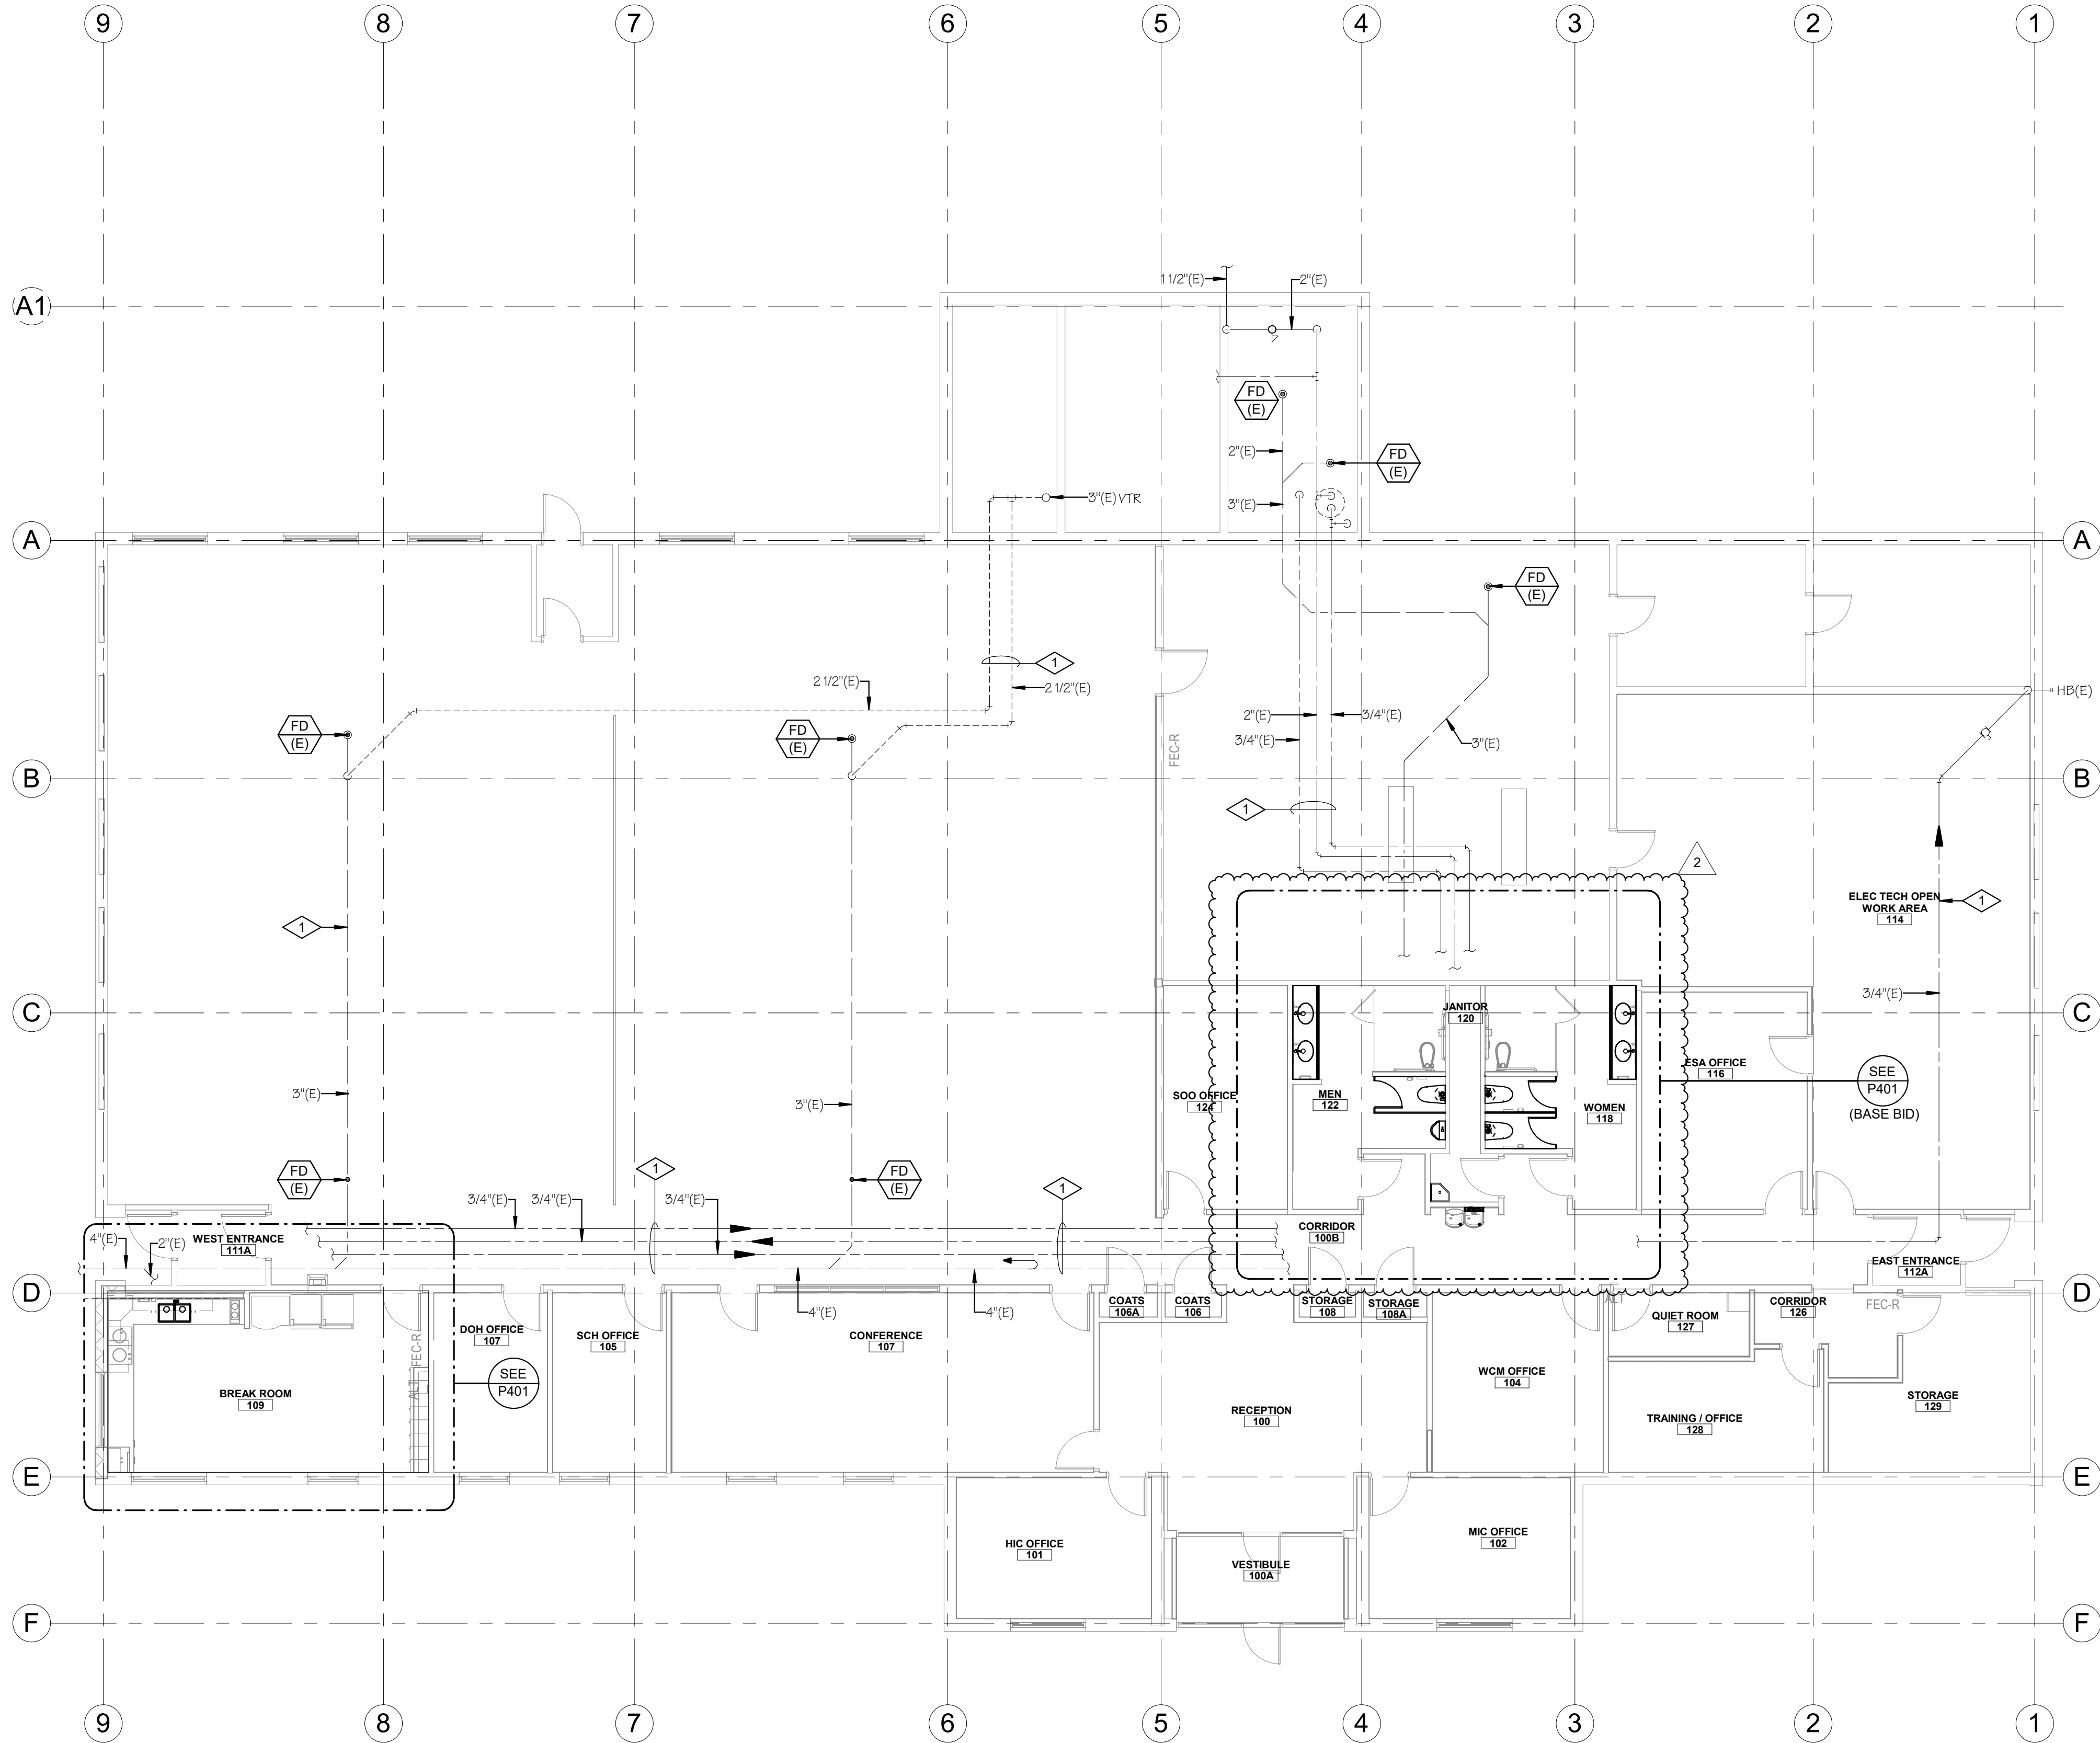 9
8
7
6
5
4
3
2
1
A1
1 1/2"(E)
2"(E)
FD
(E)
2"(E)
FD
(E)
3"(E) VTR
3"(E)
A
A
FD
(E)
1
2 1/2"(E)
2 1/2"(E)
HB(E)
FD
(E)
FD
(E)
FEC-R
2"(E)
3/4"(E)
3/4"(E)
3"(E)
B
B
1
2
1
ELEC TECH OPEN
WORK AREA
114
1
3/4"(E)
C
C
JANITOR
120
3"(E)
3"(E)
SOO OFFICE
124
MEN
122
WOMEN
118
ESA OFFICE
116
SEE
P401
(BASE BID)
FD
(E)
FD
(E)
1
1
3/4"(E)
3/4"(E)
3/4"(E)
4"(E)
2"(E)
WEST ENTRANCE
111A
CORRIDOR
100B
EAST ENTRANCE
112A
D
D
4"(E)
4"(E)
COATS
106A
COATS
106
STORAGE
108
STORAGE
108A
ALT
QUIET ROOM
127
CORRIDOR
126
FEC-R
DOH OFFICE
107
SCH OFFICE
105
CONFERENCE
107
FEC-R
ALT
SEE
P401
BREAK ROOM
109
RECEPTION
100
WCM OFFICE
104
TRAINING / OFFICE
128
STORAGE
129
E
E
HIC OFFICE
101
VESTIBULE
100A
MIC OFFICE
102
F
F
9
8
7
6
5
4
3
2
1